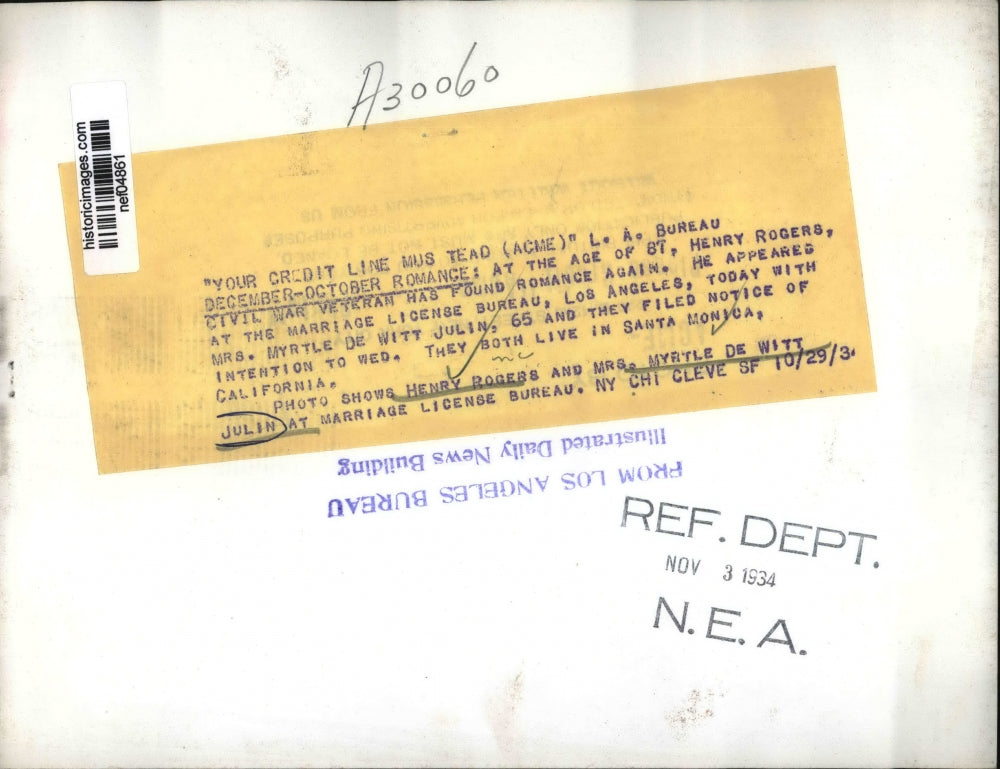 A30060
historicimages.com
nef04861
"YOUR CREDIT LINE MUS TEAD (ACME)" L. A. BUREAU
DECEMBER-OCTOBER ROMANCE: AT THE AGE OF 87, HENRY ROGERS,
CIVIL WAR VETERAN HAS FOUND ROMANCE AGAIN. HE APPEARED
AT THE MARRIAGE LICENSE BUREAU, LOS ANGELES, TODAY WITH
MRS. MYRTLE DE WITT JULIN, 65 AND THEY FILED NOTICE OF
INTENTION TO WED. THEY BOTH LIVE IN SANTA MONICA,
CALIFORNIA.
PHOTO SHOWS HENRY ROGERS AND MRS. MYRTLE DE WITT
JULIN AT MARRIAGE LICENSE BUREAU. NY CHI CLEVE SF 10/29/34
FROM LOS ANGELES BUREAU
Illustrated Daily News Building
REF. DEPT.
NOV 3 1934
N.E.A.